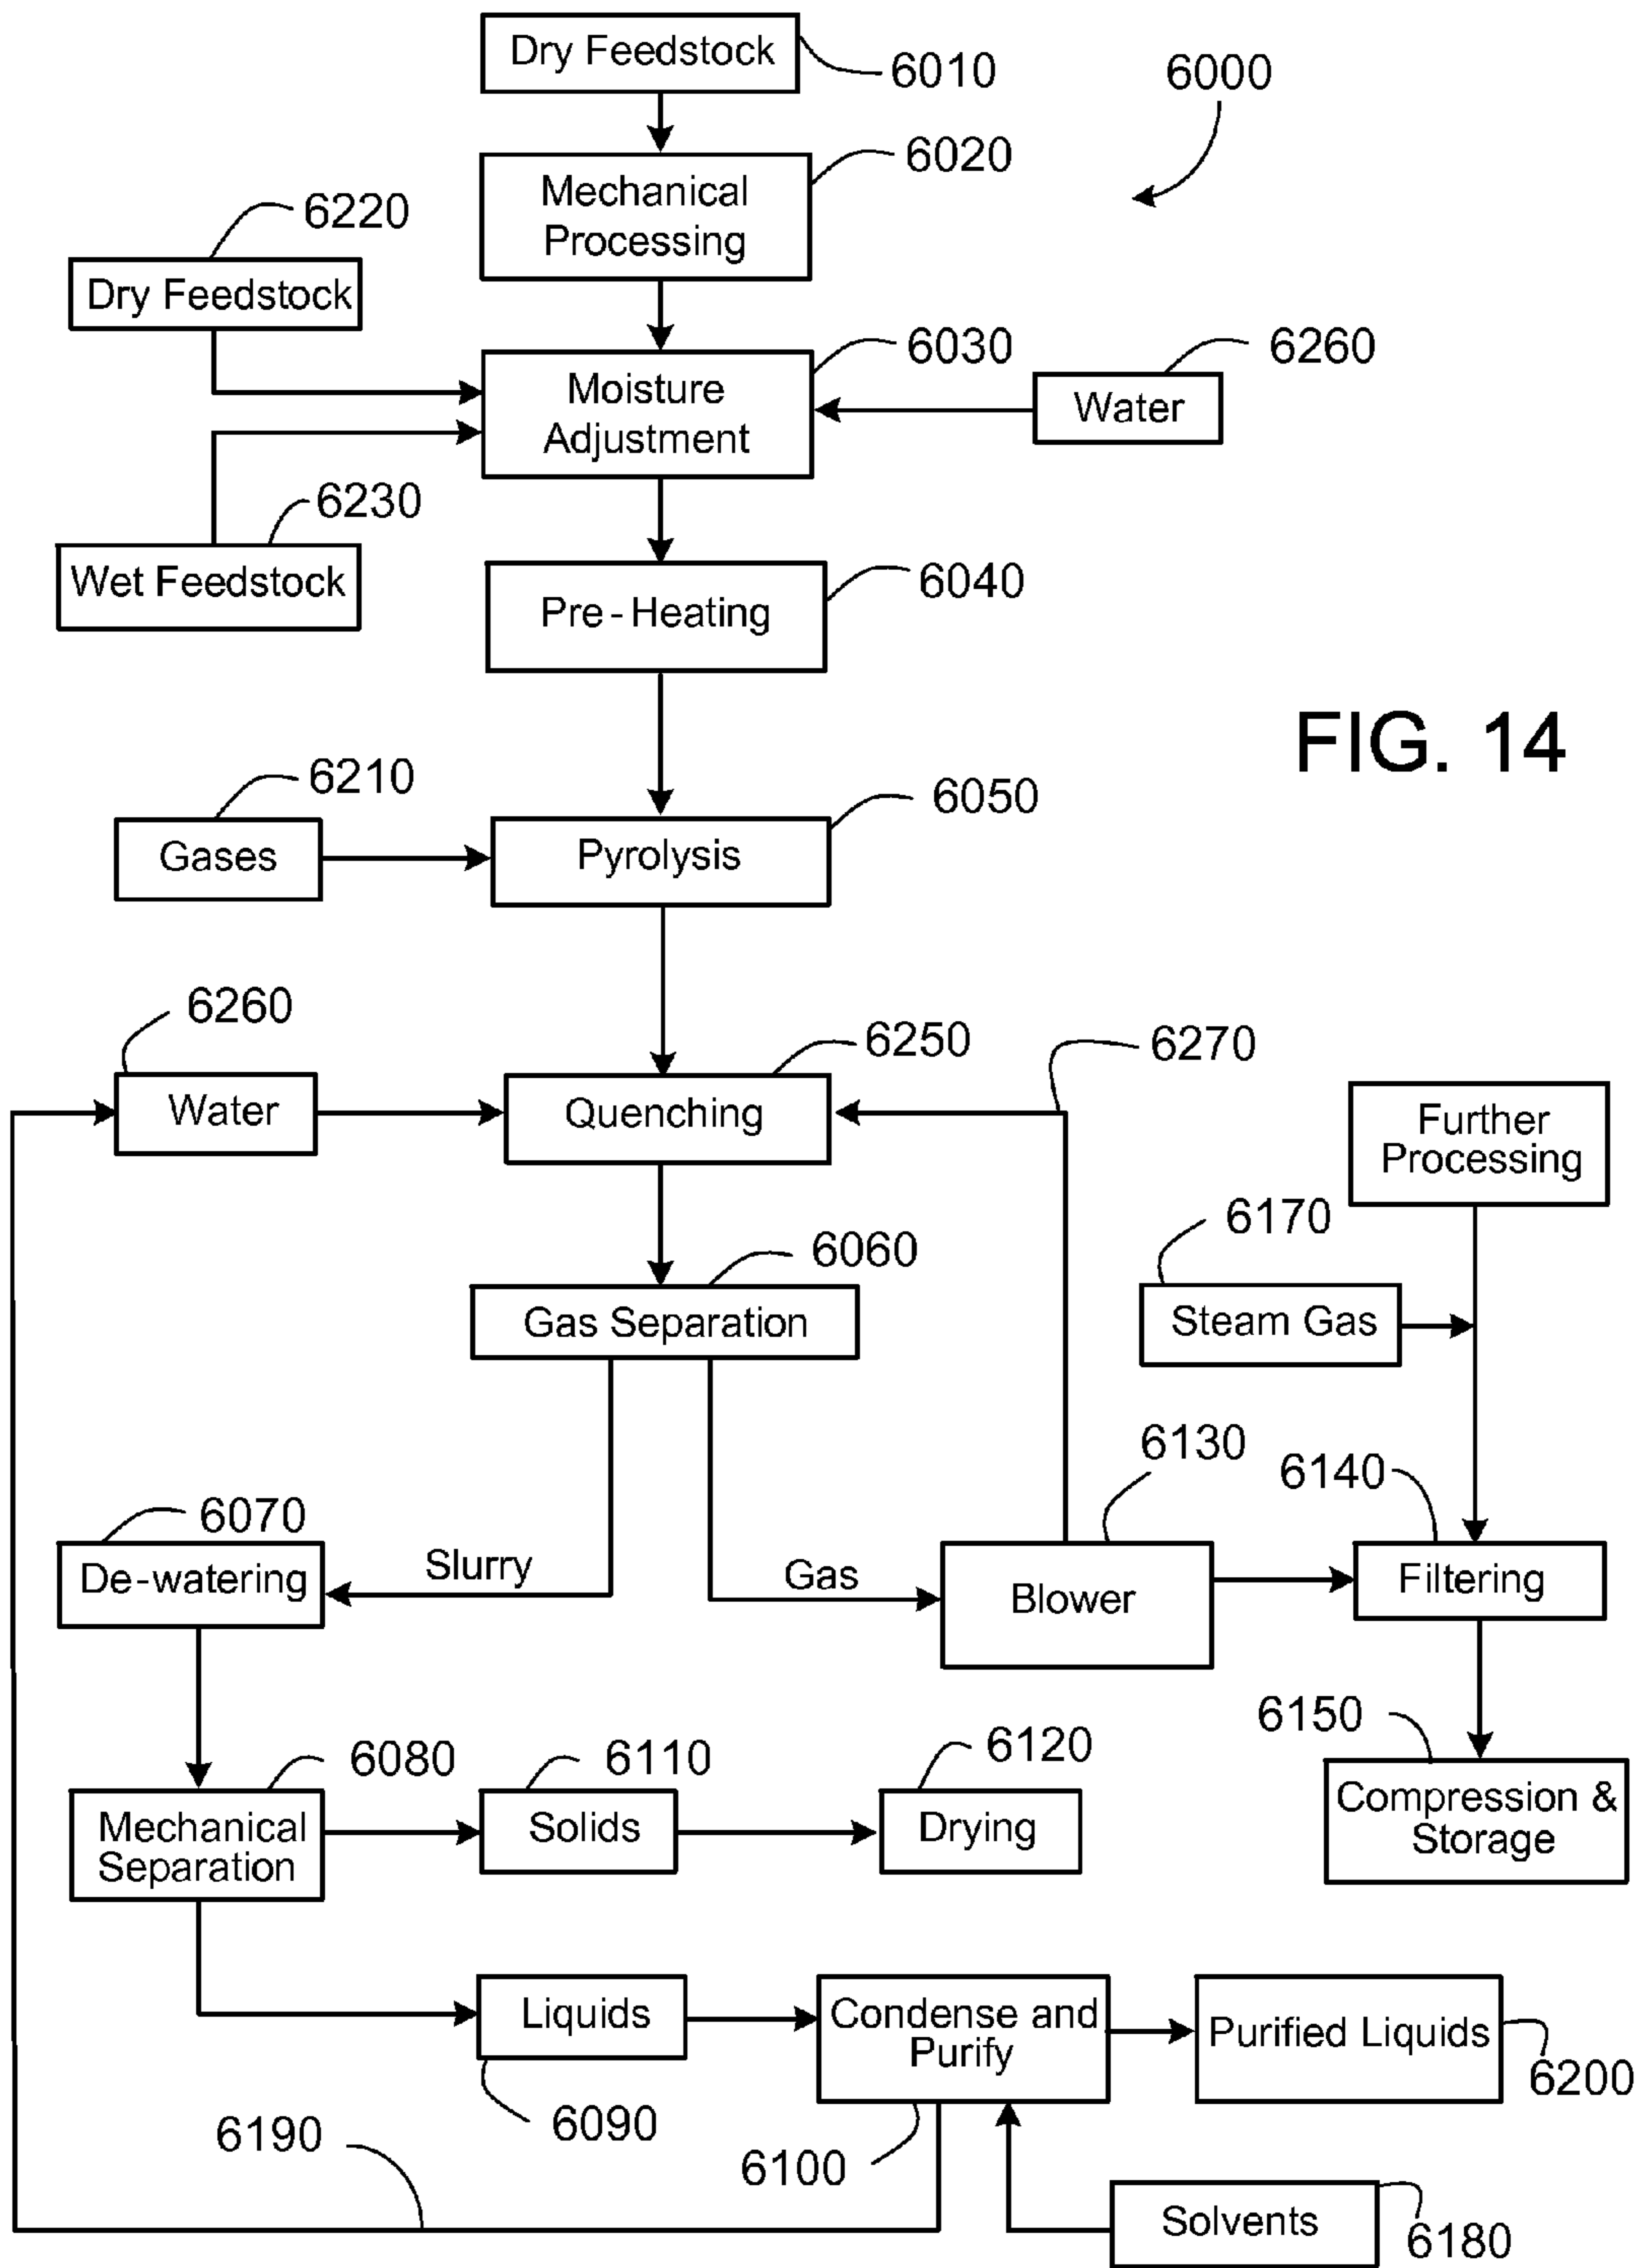 Dry Feedstock
6010
6000
Mechanical
Processing
6020
6220
Dry Feedstock
Moisture
Adjustment
6030
6260
Water
6230
Wet Feedstock
Pre-Heating
6040
FIG. 14
6210
Gases
Pyrolysis
6050
6260
Water
Quenching
6250
6270
Further
Processing
6170
Steam Gas
6060
Gas Separation
6130
6140
6070
De-watering
Slurry
Gas
Blower
Filtering
6150
Compression &
Storage
6080
Mechanical
Separation
6110
Solids
6120
Drying
Liquids
6090
Condense and
Purify
6100
Purified Liquids
6200
6190
Solvents
6180